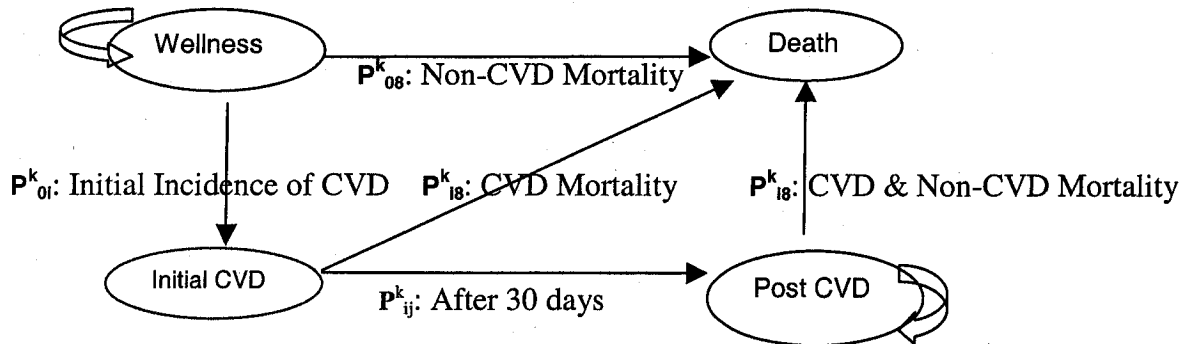 Wellness
Death
P^k_08: Non-CVD Mortality
P^k_0i: Initial Incidence of CVD
P^k_i8: CVD Mortality
P^k_i8: CVD & Non-CVD Mortality
Initial CVD
Post CVD
P^k_ij: After 30 days